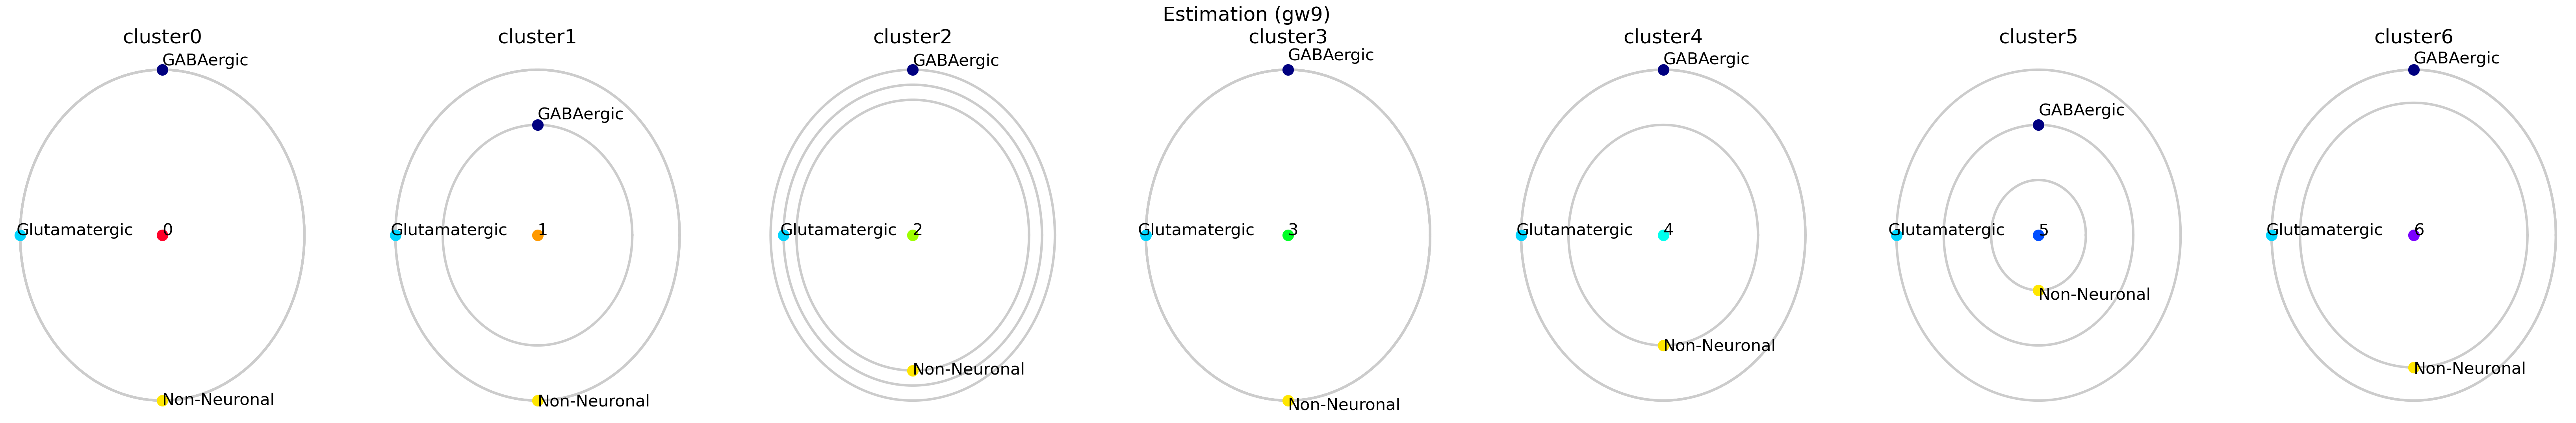 Estimation (gw9)
cluster0
GABAergic
Glutamatergic
0
Non-Neuronal
cluster1
GABAergic
Glutamatergic
1
Non-Neuronal
cluster2
GABAergic
Glutamatergic
2
Non-Neuronal
cluster3
GABAergic
Glutamatergic
3
Non-Neuronal
cluster4
GABAergic
Glutamatergic
4
Non-Neuronal
cluster5
GABAergic
Glutamatergic
5
Non-Neuronal
cluster6
GABAergic
Glutamatergic
6
Non-Neuronal